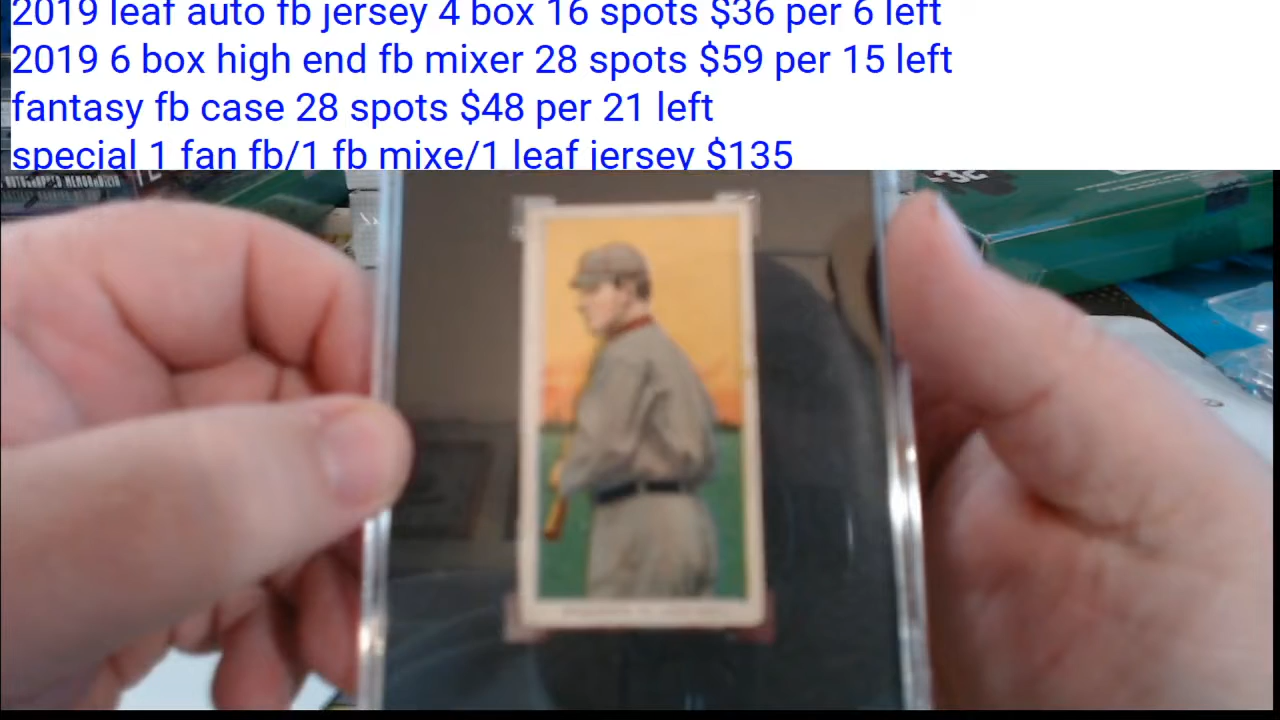 2019 leaf auto fb jersey 4 box 16 spots $36 per 6 left
2019 6 box high end fb mixer 28 spots $59 per 15 left
fantasy fb case 28 spots $48 per 21 left
special 1 fan fb/1 fb mixe/1 leaf jersey $135
AUTOGRAPHED MEMORABILIA